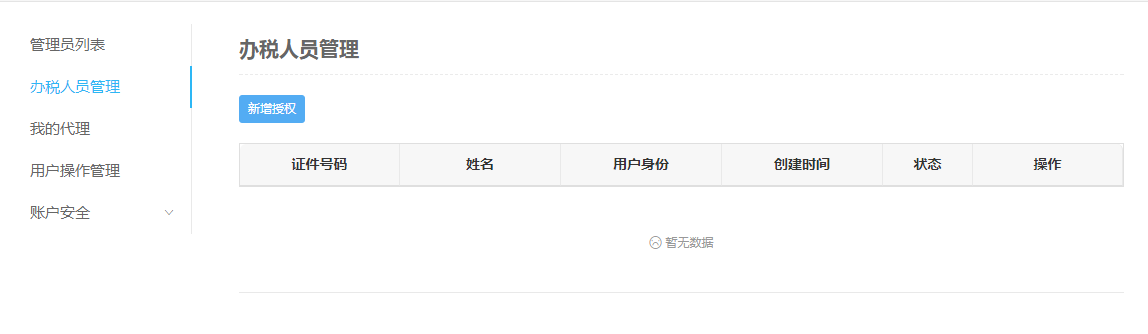 管理员列表
办税人员管理
我的代理
用户操作管理
账户安全
办税人员管理
新增授权
证件号码 姓名 用户身份 创建时间 状态 操作
暂无数据